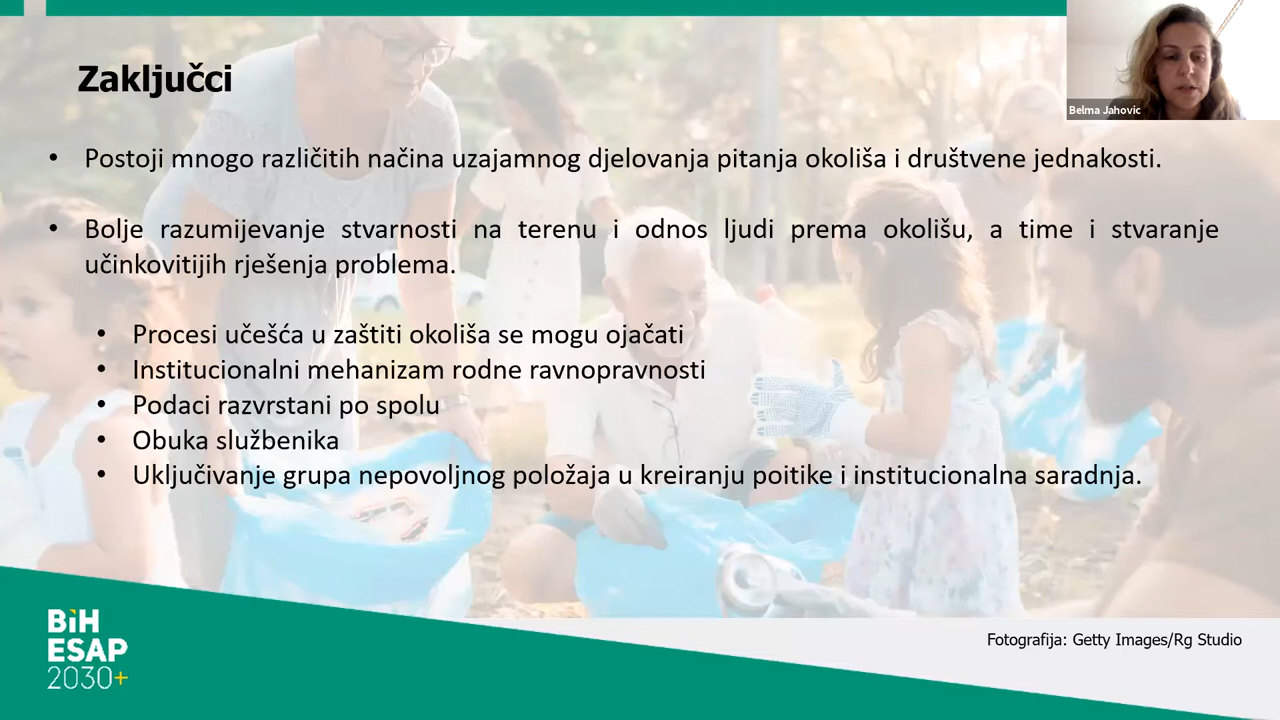 Zaključci
Belma Jahovic
• Postoji mnogo različitih načina uzajamnog djelovanja pitanja okoliša i društvene jednakosti.
• Bolje razumijevanje stvarnosti na terenu i odnos ljudi prema okolišu, a time i stvaranje
učinkovitijih rješenja problema.
• Procesi učešća u zaštiti okoliša se mogu ojačati
• Institucionalni mehanizam rodne ravnopravnosti
• Podaci razvrstani po spolu
• Obuka službenika
• Uključivanje grupa nepovoljnog položaja u kreiranju poitike i institucionalna saradnja.
BiH
ESAP
2030+
Fotografija: Getty Images/Rg Studio